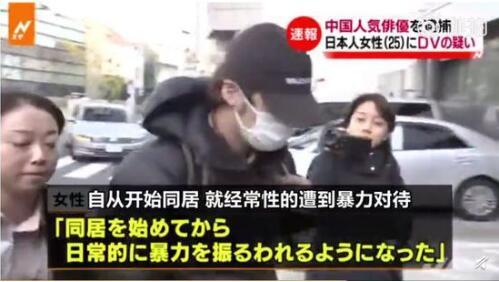 中国人気俳優を逮捕
速報
日本人女性(25)にDVの疑い
女性
自从开始同居 就经常性的遭到暴力对待
「同居を始めてから
日常的に暴力を振るわれるようになった」